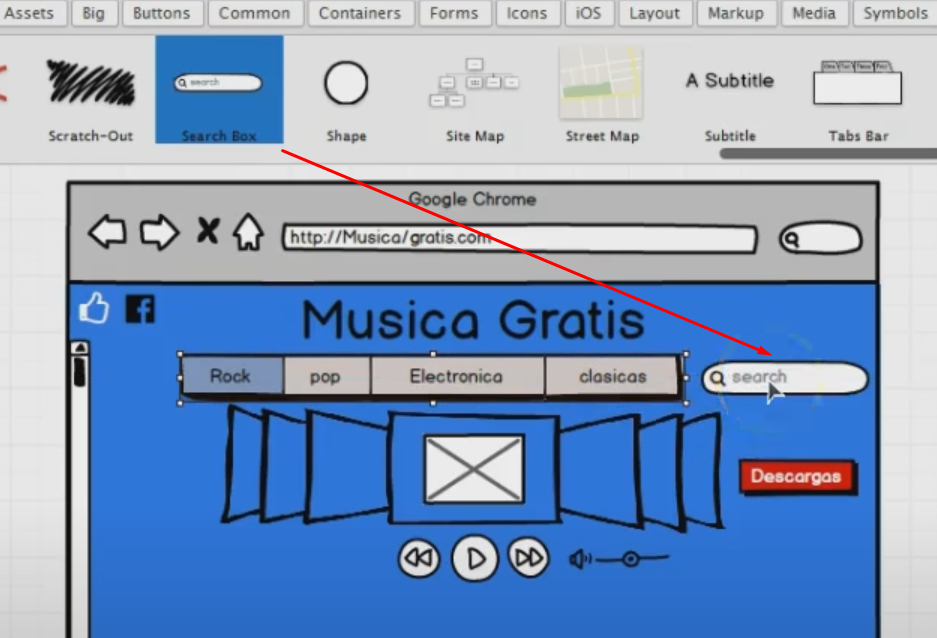 Assets Big Buttons Common Containers Forms Icons iOS Layout Markup Media Symbols
search
A Subtitle
Scratch-Out Search Box Shape Site Map Street Map Subtitle Tabs Bar
Google Chrome
http://Musica/gratis.com
Musica Gratis
Rock pop Electronica clasicas
search
Descargas